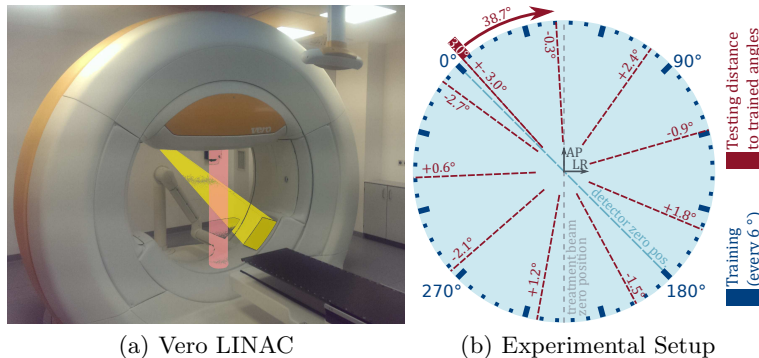 38.7°
3.0°
0°
+-3.0°
-0.3°
+2.4°
90°
-2.7°
-0.9°
AP
LR
+0.6°
detector zero pos.
+1.8°
-2.1°
+1.2°
treatment beam
zero position
-1.5°
270°
180°
Testing distance
to trained angles
Training
(every 6 °)
(a) Vero LINAC
(b) Experimental Setup